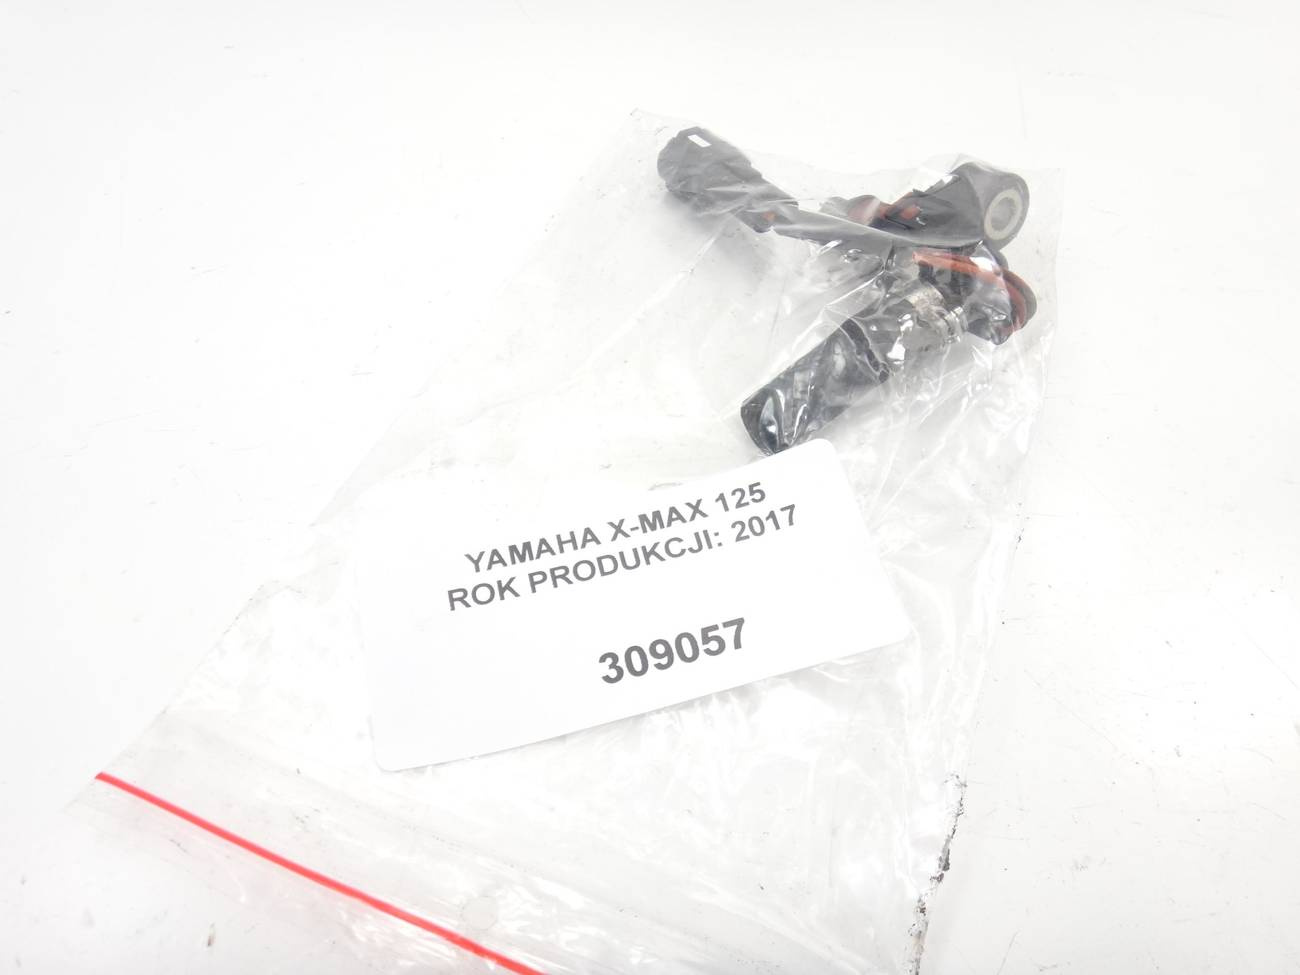 YAMAHA X-MAX 125
ROK PRODUKCJI: 2017
309057